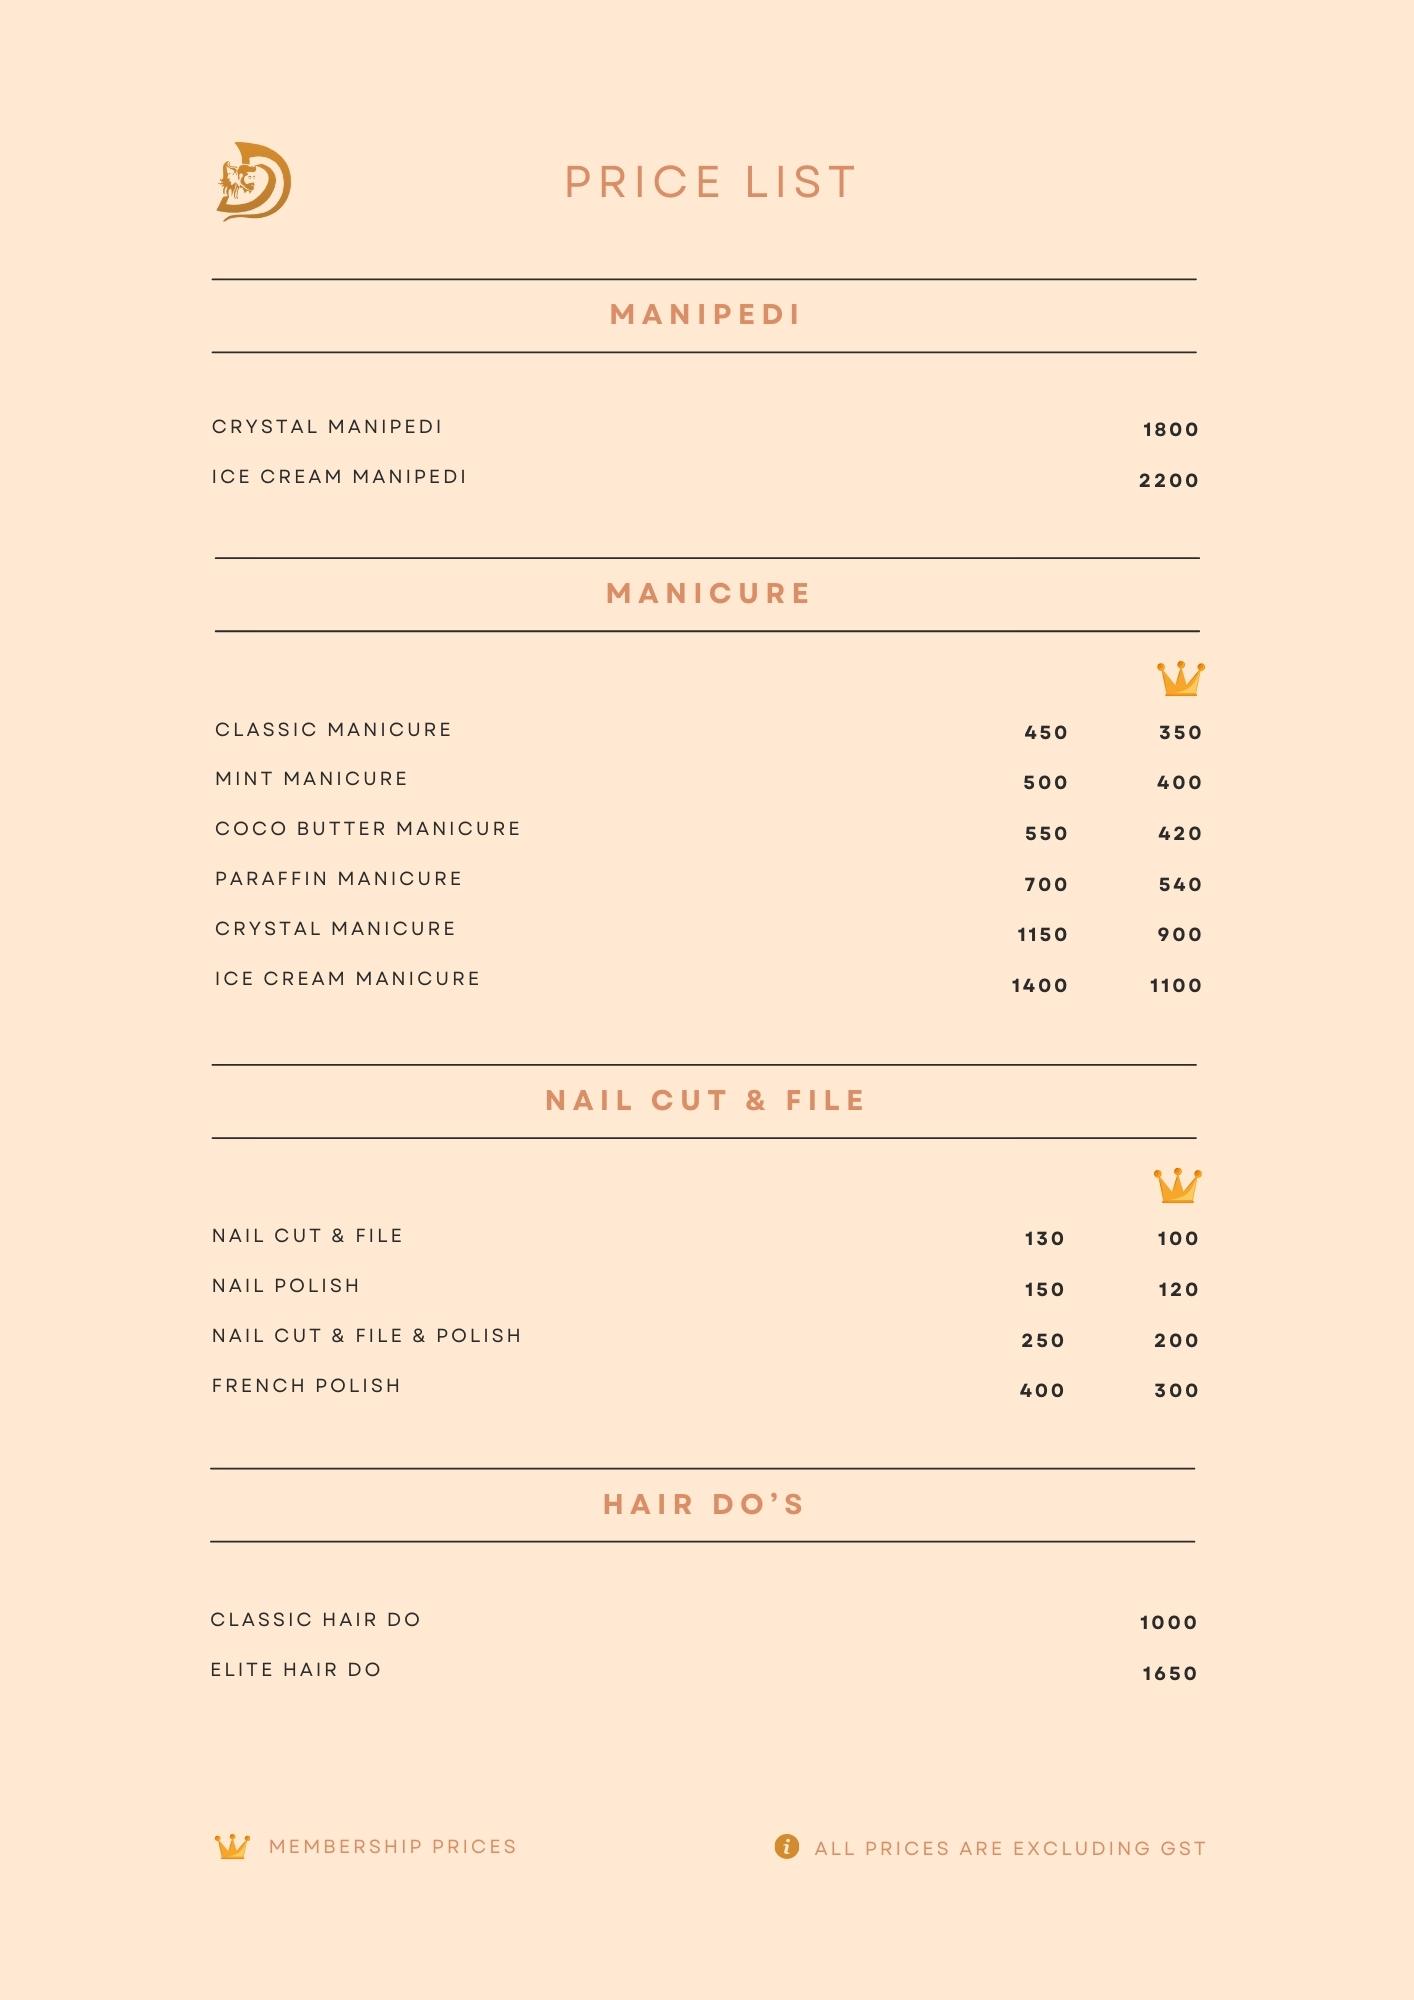 PRICE LIST
MANIPEDI
CRYSTAL MANIPEDI 1800
ICE CREAM MANIPEDI 2200
MANICURE
CLASSIC MANICURE 450 350
MINT MANICURE 500 400
COCO BUTTER MANICURE 550 420
PARAFFIN MANICURE 700 540
CRYSTAL MANICURE 1150 900
ICE CREAM MANICURE 1400 1100
NAIL CUT & FILE
NAIL CUT & FILE 130 100
NAIL POLISH 150 120
NAIL CUT & FILE & POLISH 250 200
FRENCH POLISH 400 300
HAIR DO’S
CLASSIC HAIR DO 1000
ELITE HAIR DO 1650
MEMBERSHIP PRICES i ALL PRICES ARE EXCLUDING GST